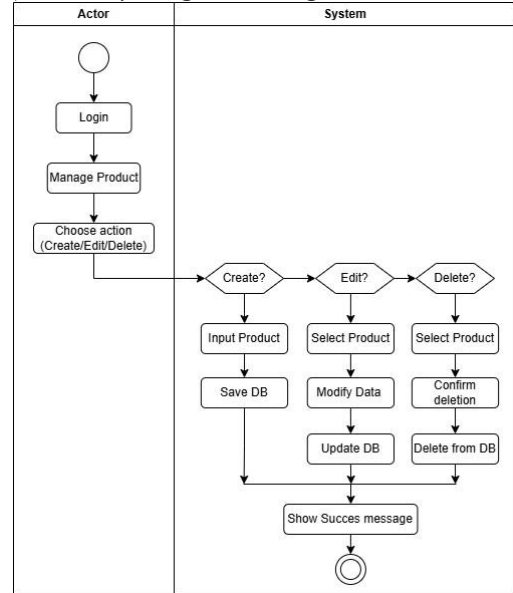 Actor
System
Login
Manage Product
Choose action
(Create/Edit/Delete)
Create?
Edit?
Delete?
Input Product
Select Product
Select Product
Save DB
Modify Data
Confirm
deletion
Update DB
Delete from DB
Show Succes message